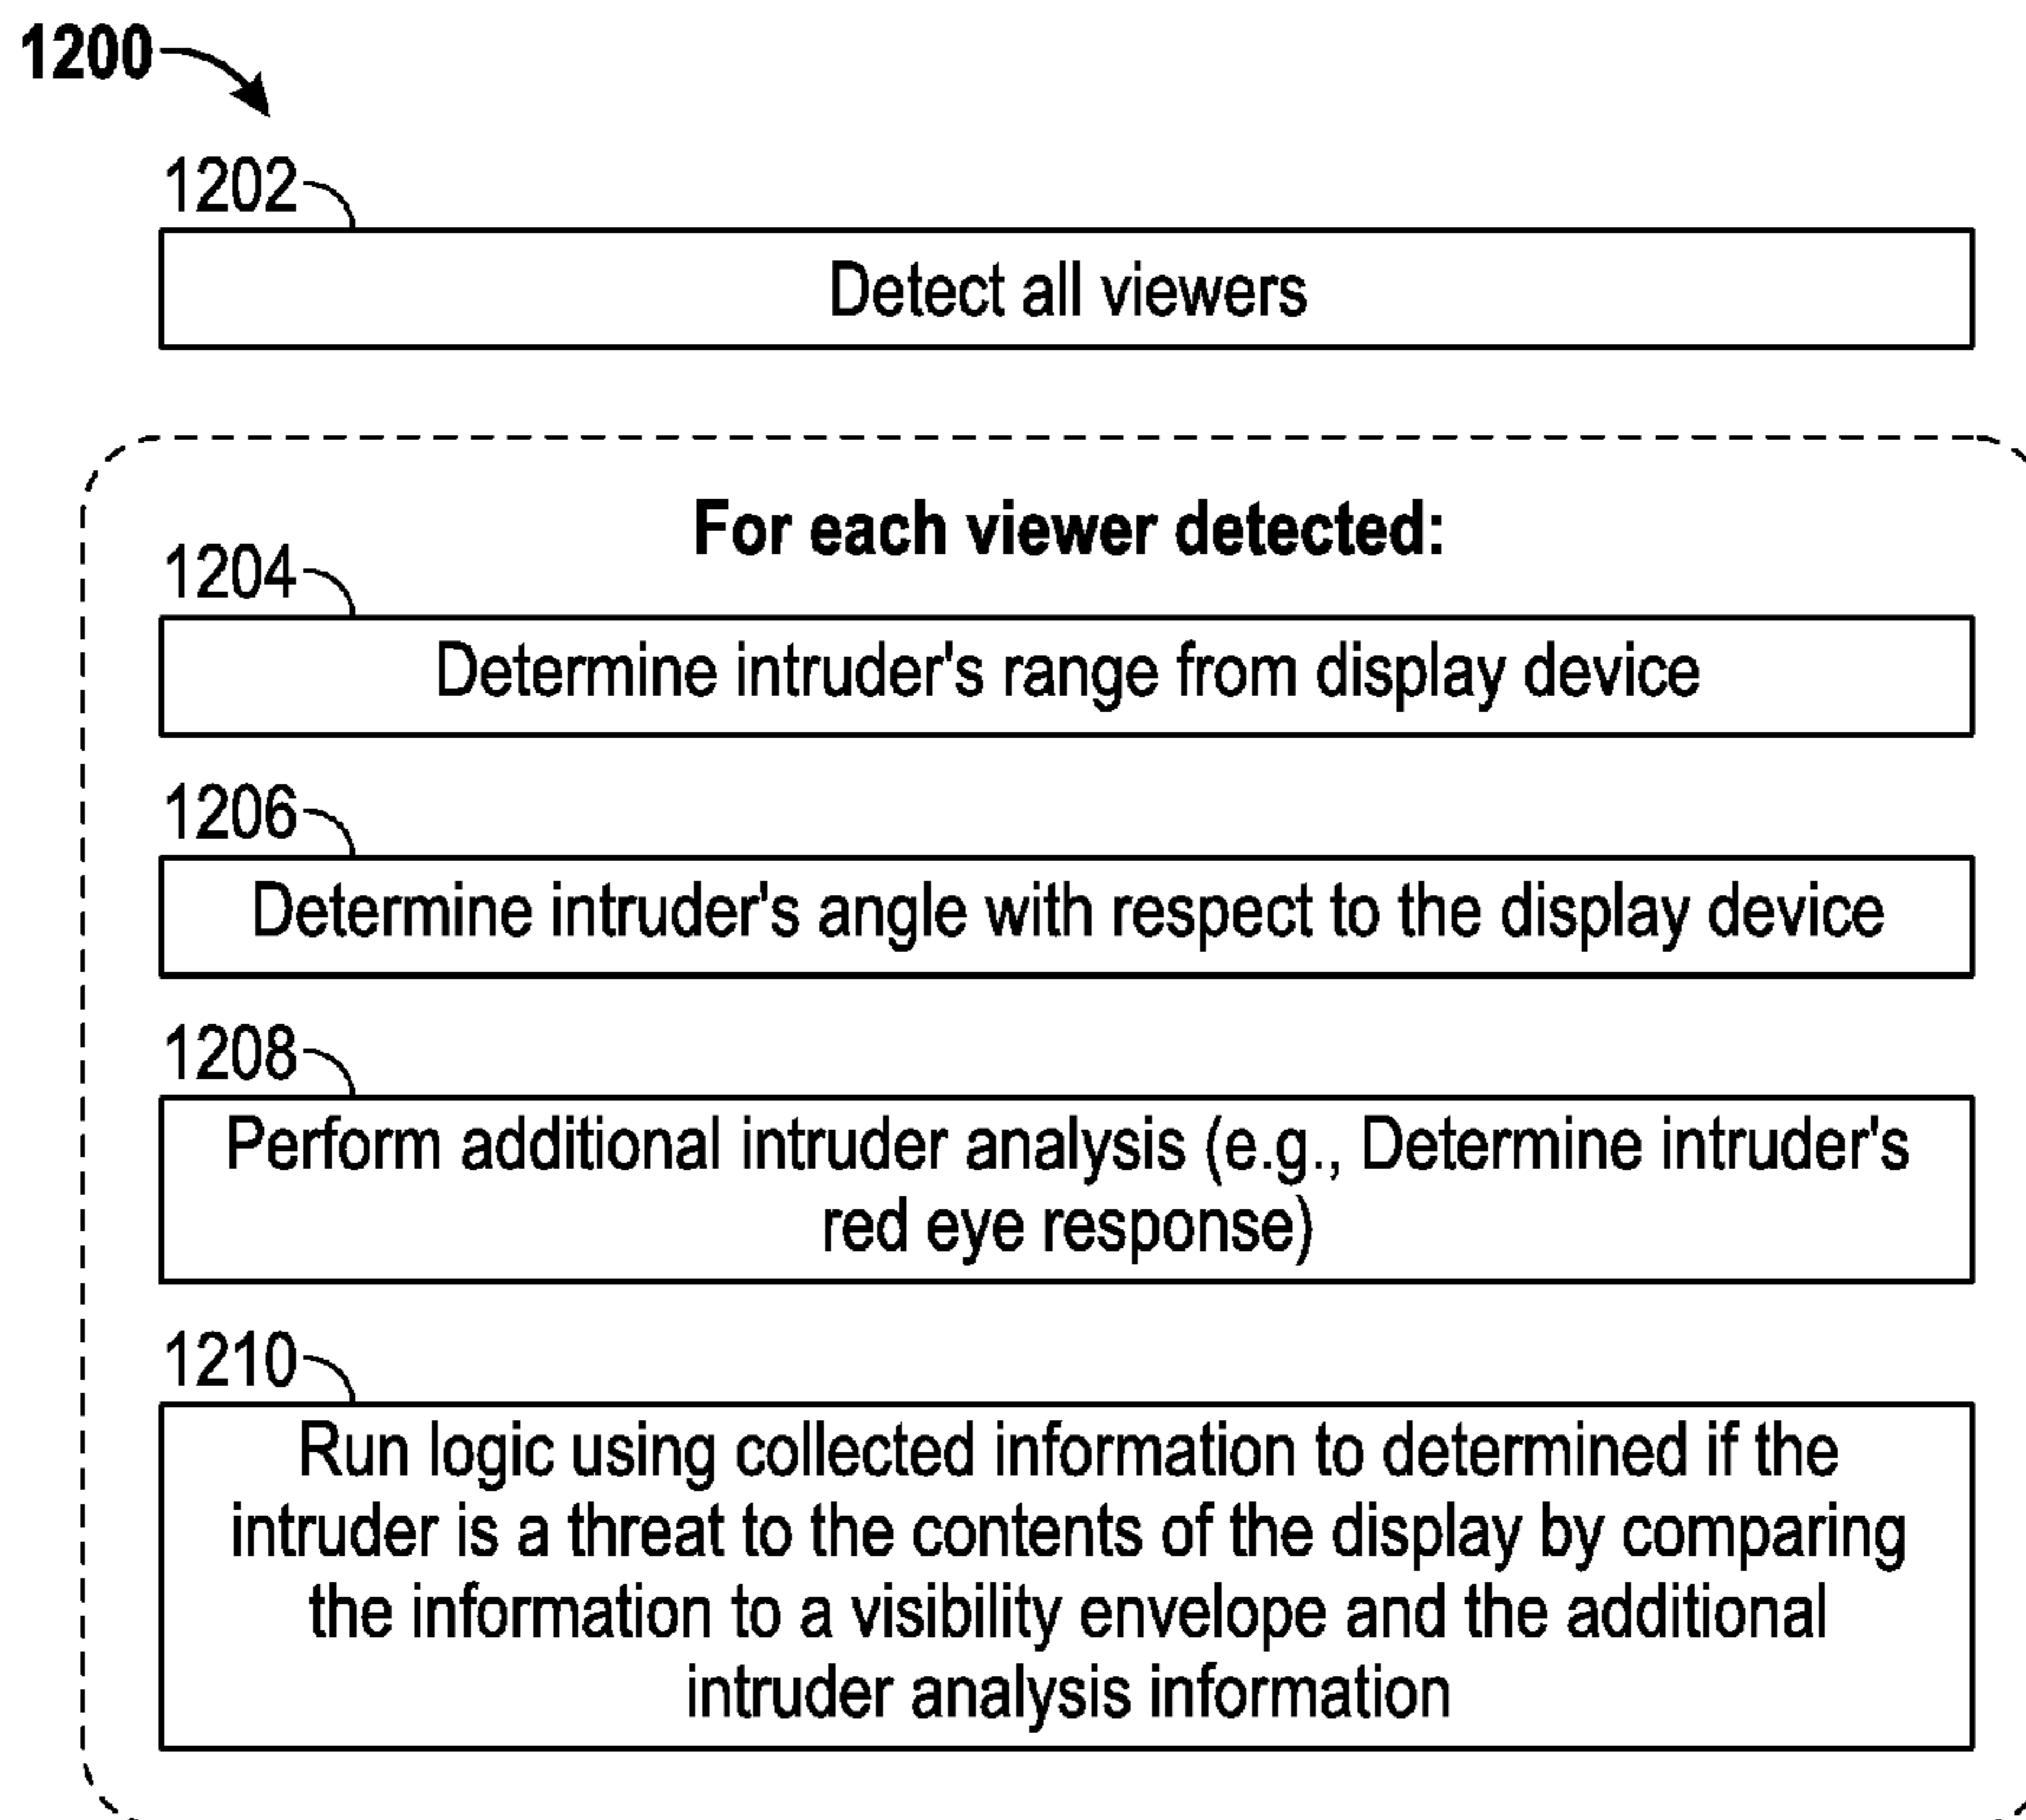 1200
1202
Detect all viewers
For each viewer detected:
1204
Determine intruder's range from display device
1206
Determine intruder's angle with respect to the display device
1208
Perform additional intruder analysis (e.g., Determine intruder's
red eye response)
1210
Run logic using collected information to determined if the
intruder is a threat to the contents of the display by comparing
the information to a visibility envelope and the additional
intruder analysis information